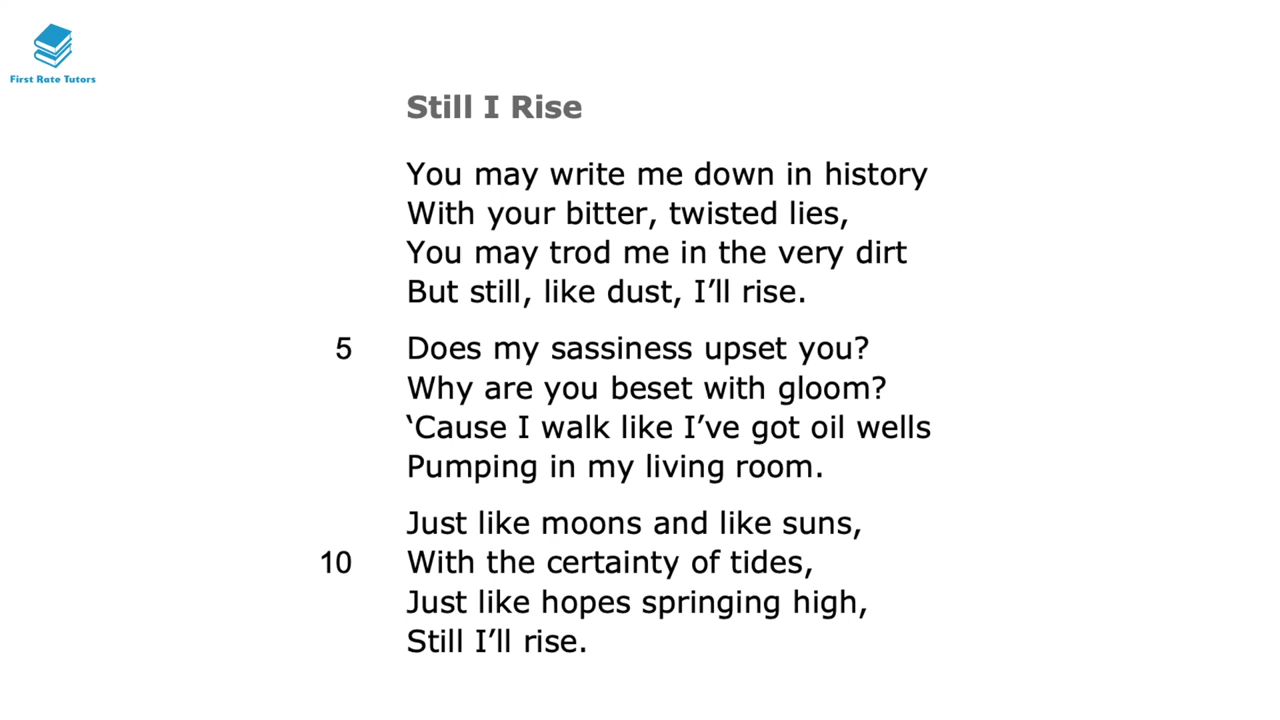 First Rate Tutors
Still I Rise
You may write me down in history
With your bitter, twisted lies,
You may trod me in the very dirt
But still, like dust, I’ll rise.
5 Does my sassiness upset you?
Why are you beset with gloom?
‘Cause I walk like I’ve got oil wells
Pumping in my living room.
Just like moons and like suns,
10 With the certainty of tides,
Just like hopes springing high,
Still I’ll rise.